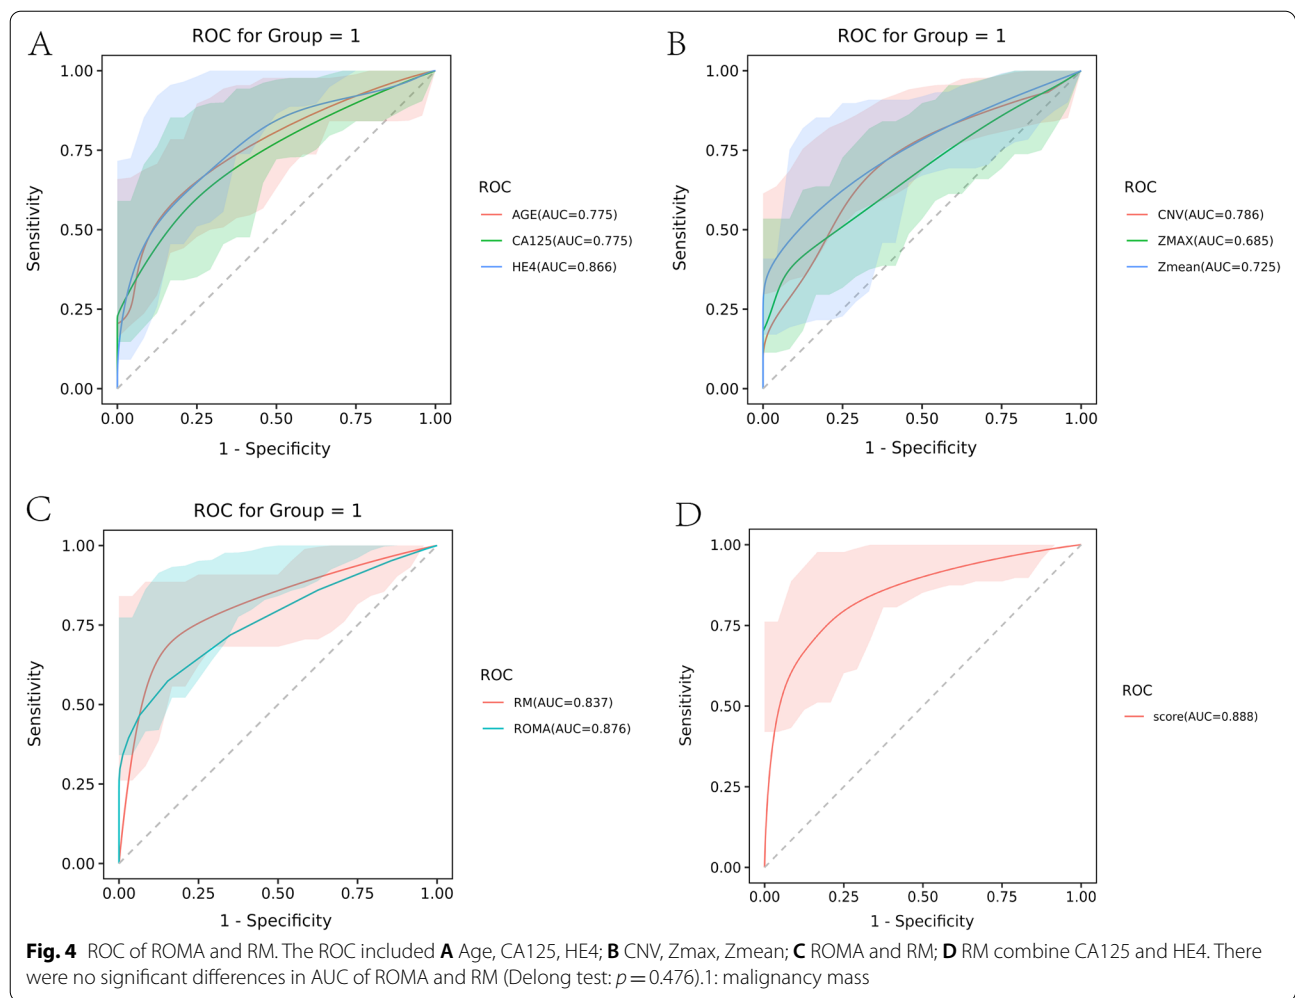 A
ROC for Group = 1
1.00
0.75
0.50
0.25
0.00
Sensitivity
0.00 0.25 0.50 0.75 1.00
1 - Specificity
ROC
AGE(AUC=0.775)
CA125(AUC=0.775)
HE4(AUC=0.866)
B
ROC for Group = 1
1.00
0.75
0.50
0.25
0.00
Sensitivity
0.00 0.25 0.50 0.75 1.00
1 - Specificity
ROC
CNV(AUC=0.786)
ZMAX(AUC=0.685)
Zmean(AUC=0.725)
C
ROC for Group = 1
1.00
0.75
0.50
0.25
0.00
Sensitivity
0.00 0.25 0.50 0.75 1.00
1 - Specificity
ROC
RM(AUC=0.837)
ROMA(AUC=0.876)
D
1.00
0.75
0.50
0.25
0.00
Sensitivity
0.00 0.25 0.50 0.75 1.00
1 - Specificity
ROC
score(AUC=0.888)
Fig. 4 ROC of ROMA and RM. The ROC included A Age, CA125, HE4; B CNV, Zmax, Zmean; C ROMA and RM; D RM combine CA125 and HE4. There
were no significant differences in AUC of ROMA and RM (Delong test: p = 0.476).1: malignancy mass